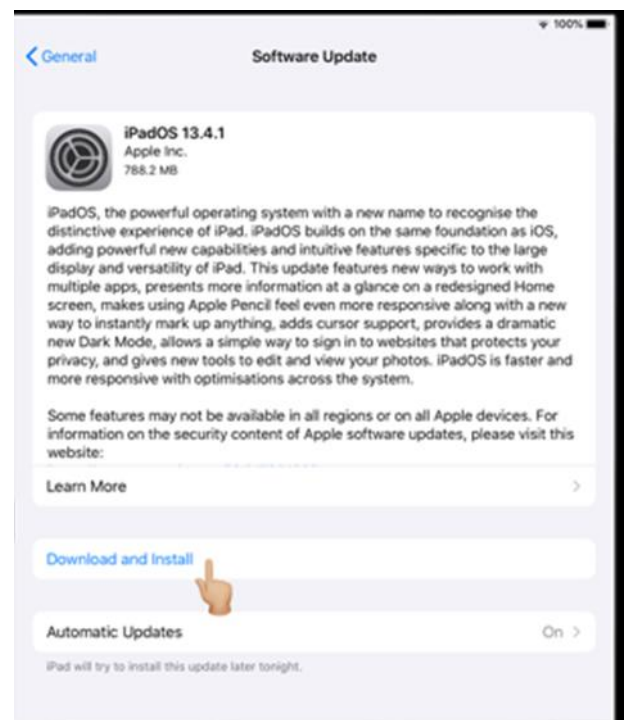 100%
General
Software Update
iPadOS 13.4.1
Apple Inc.
788.2 MB
iPadOS, the powerful operating system with a new name to recognise the
distinctive experience of iPad. iPadOS builds on the same foundation as iOS,
adding powerful new capabilities and intuitive features specific to the large
display and versatility of iPad. This update features new ways to work with
multiple apps, presents more information at a glance on a redesigned Home
screen, makes using Apple Pencil feel even more responsive along with a new
way to instantly mark up anything, adds cursor support, provides a dramatic
new Dark Mode, allows a simple way to sign in to websites that protects your
privacy, and gives new tools to edit and view your photos. iPadOS is faster and
more responsive with optimisations across the system.
Some features may not be available in all regions or on all Apple devices. For
information on the security content of Apple software updates, please visit this
website:
Learn More
Download and Install
Automatic Updates On
iPad will try to install this update later tonight.